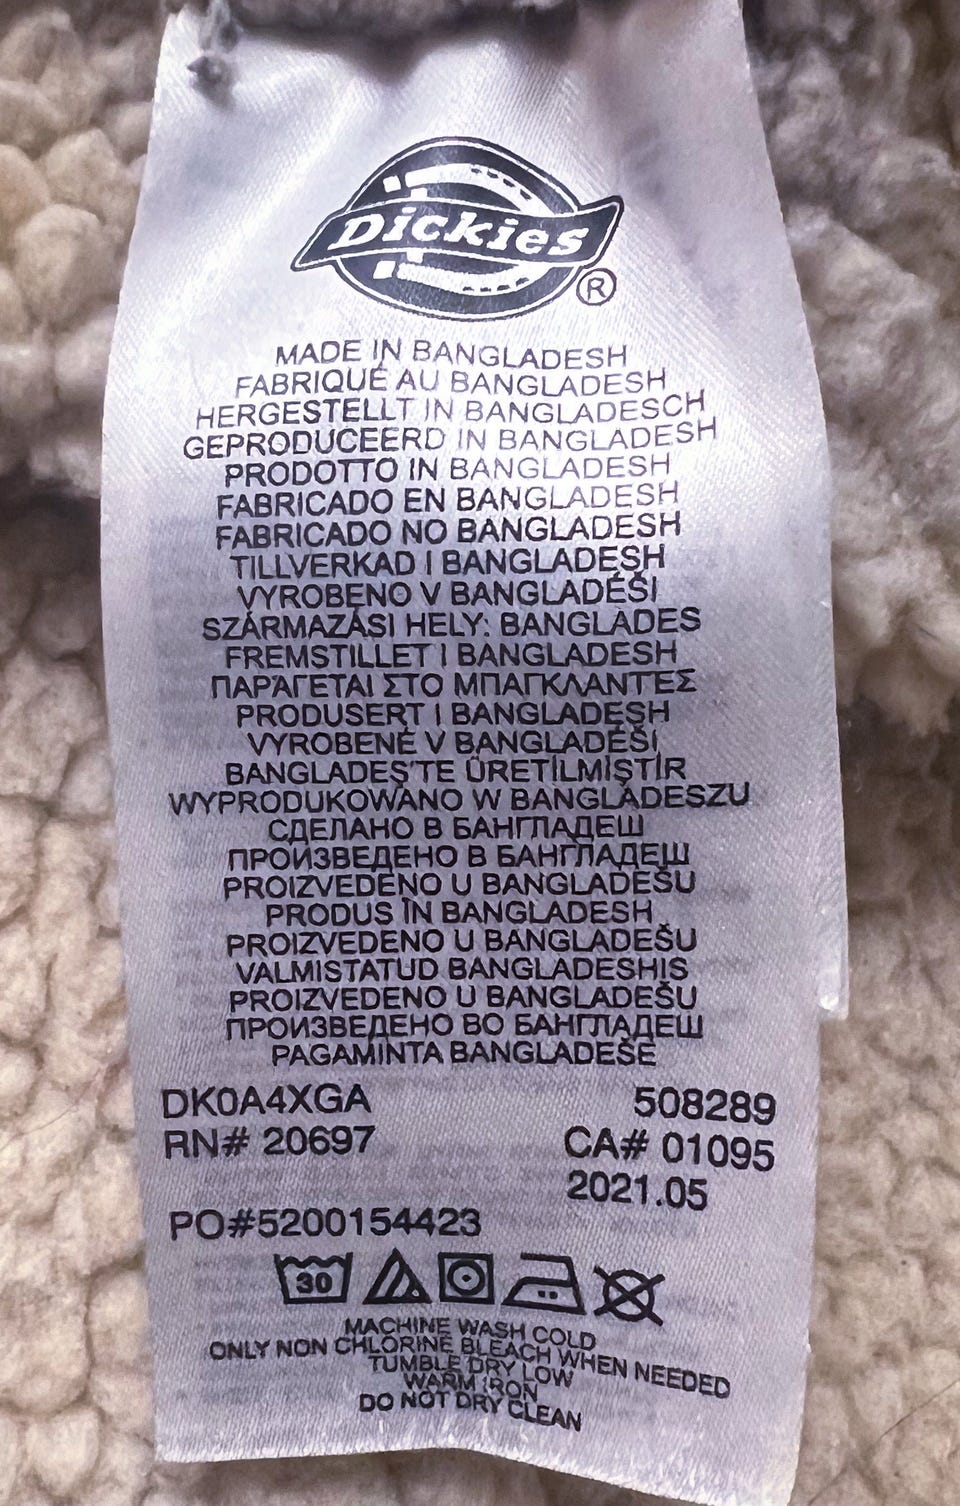 Dickies
®
MADE IN BANGLADESH
FABRIQUÉ AU BANGLADESH
HERGESTELLT IN BANGLADESCH
GEPRODUCEERD IN BANGLADESH
PRODOTTO IN BANGLADESH
FABRICADO EN BANGLADESH
FABRICADO NO BANGLADESH
TILLVERKAD I BANGLADESH
VYROBENO V BANGLADÉŠI
SZÁRMAZÁSI HELY: BANGLADES
FREMSTILLET I BANGLADESH
ΠΑΡΑΓΕΤΑΙ ΣΤΟ ΜΠΑΓΚΛΑΝΤΕΣ
PRODUSERT I BANGLADESH
VYROBENÉ V BANGLADÉŠI
BANGLADEŞ'TE ÜRETİLMİŞTİR
WYPRODUKOWANO W BANGLADESZU
СДЕЛАНО В БАНГЛАДЕШ
ПРОИЗВЕДЕНО В БАНГЛАДЕШ
PROIZVEDENO U BANGLADEŠU
PRODUS ÎN BANGLADESH
PROIZVEDENO U BANGLADEŠU
VALMISTATUD BANGLADESHIS
PROIZVEDENO U BANGLADEŠU
ПРОИЗВЕДЕНО ВО БАНГЛАДЕШ
PAGAMINTA BANGLADEŠE
DK0A4XGA 508289
RN# 20697 CA# 01095
2021.05
PO#5200154423
30
MACHINE WASH COLD
ONLY NON CHLORINE BLEACH WHEN NEEDED
TUMBLE DRY LOW
WARM IRON
DO NOT DRY CLEAN